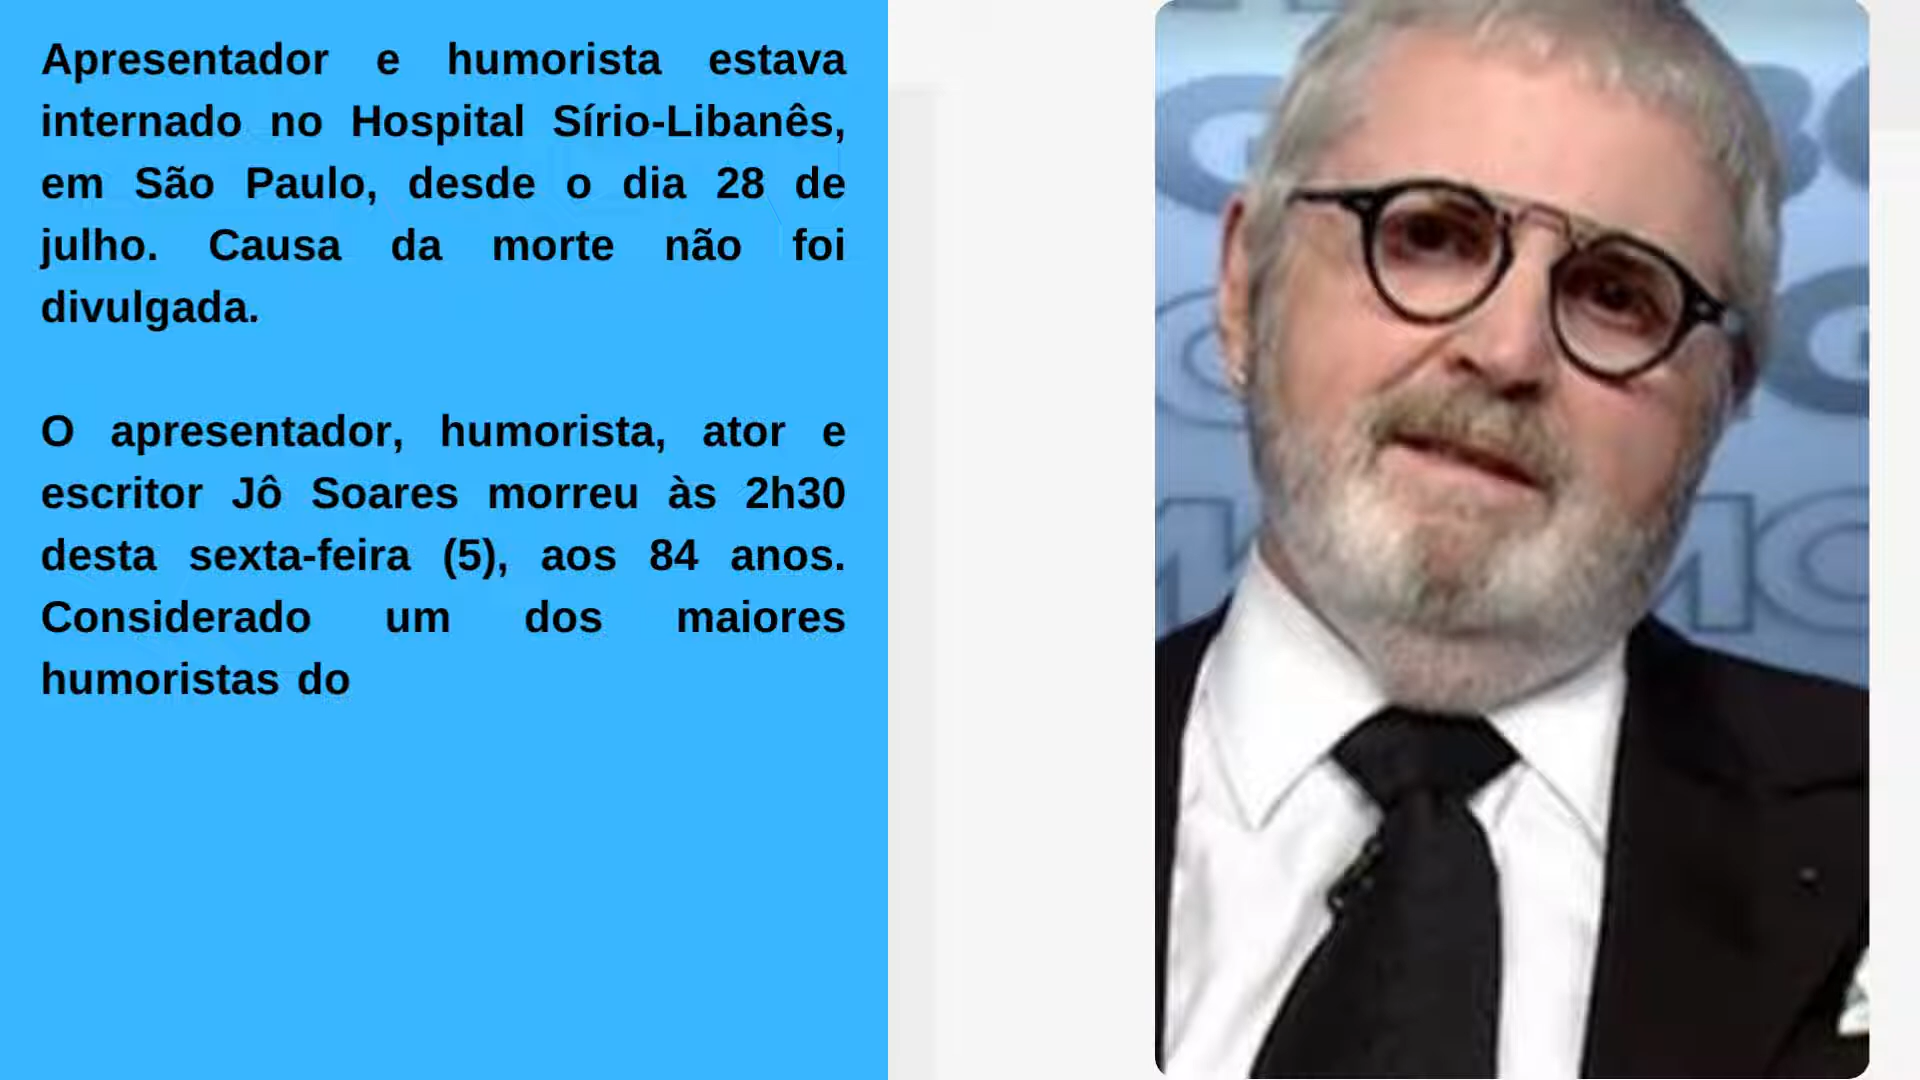 Apresentador e humorista estava
internado no Hospital Sírio-Libanês,
em São Paulo, desde o dia 28 de
julho. Causa da morte não foi
divulgada.
O apresentador, humorista, ator e
escritor Jô Soares morreu às 2h30
desta sexta-feira (5), aos 84 anos.
Considerado um dos maiores
humoristas do